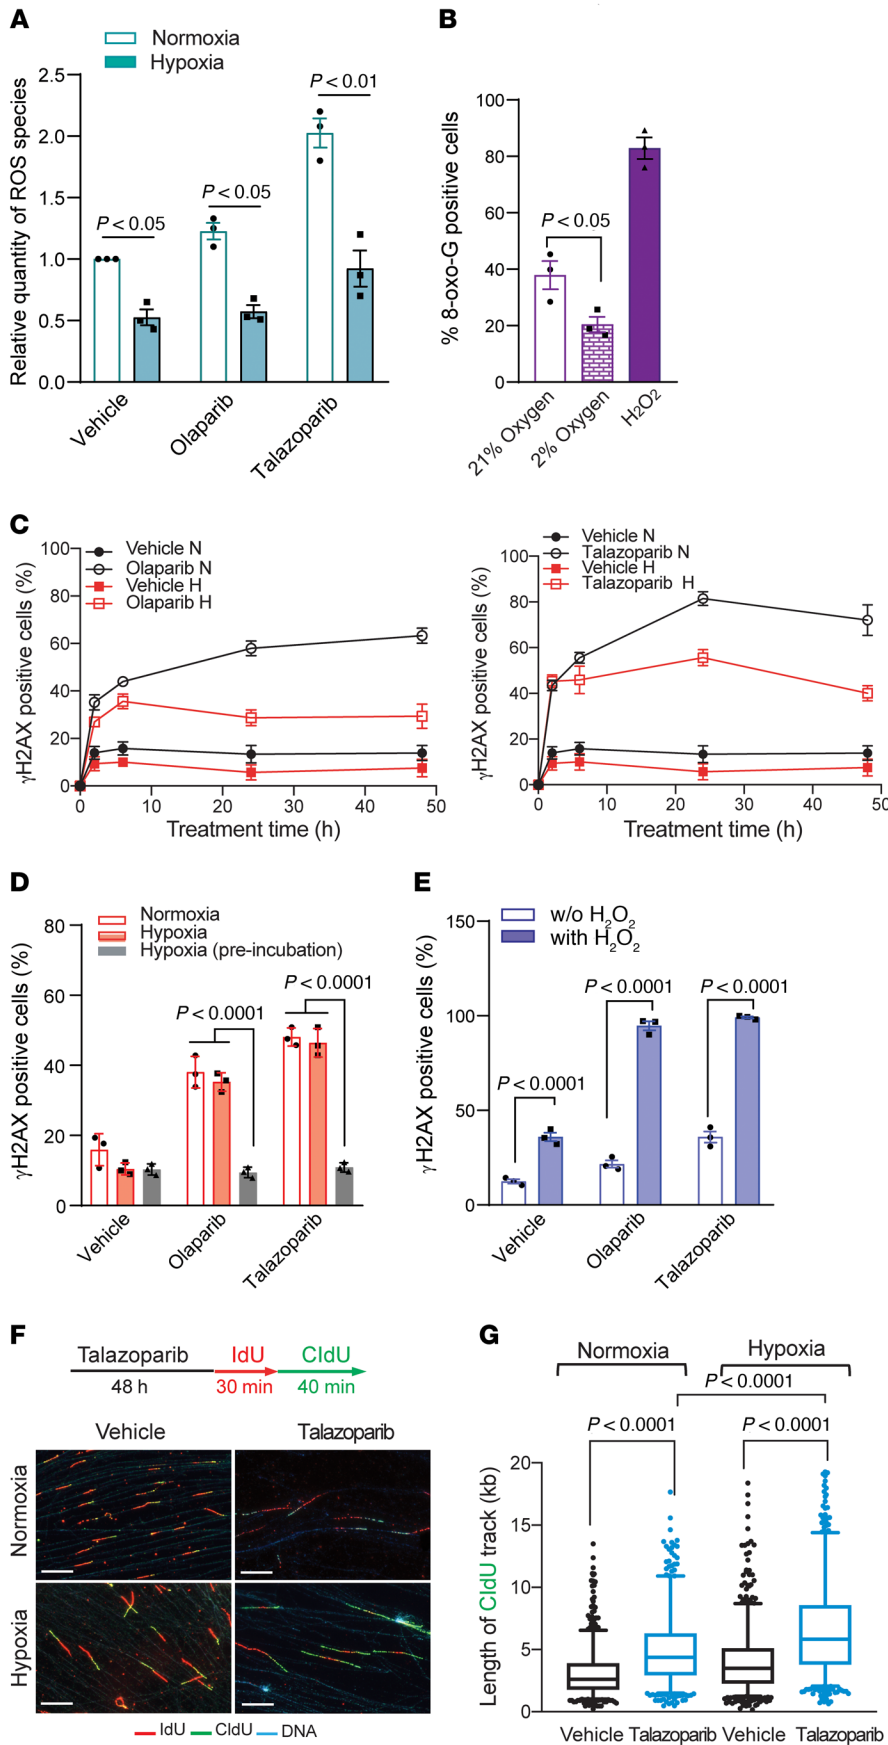 A
Normoxia
Hypoxia
Relative quantity of ROS species
2.5
2.0
1.5
1.0
0.5
0.0
P < 0.05
P < 0.05
P < 0.01
Vehicle
Olaparib
Talazoparib
B
% 8-oxo-G positive cells
100
80
60
40
20
0
P < 0.05
21% Oxygen
2% Oxygen
H2O2
C
γH2AX positive cells (%)
100
80
60
40
20
0
Vehicle N
Olaparib N
Vehicle H
Olaparib H
0 10 20 30 40 50
Treatment time (h)
γH2AX positive cells (%)
100
80
60
40
20
0
Vehicle N
Talazoparib N
Vehicle H
Talazoparib H
0 10 20 30 40 50
Treatment time (h)
D
Normoxia
Hypoxia
Hypoxia (pre-incubation)
γH2AX positive cells (%)
80
60
40
20
0
P < 0.0001
P < 0.0001
Vehicle
Olaparib
Talazoparib
E
w/o H₂O₂
with H₂O₂
γH2AX positive cells (%)
150
100
50
0
P < 0.0001
P < 0.0001
P < 0.0001
Vehicle
Olaparib
Talazoparib
F
Talazoparib IdU CldU
48 h 30 min 40 min
Vehicle Talazoparib
Normoxia
Hypoxia
IdU CldU DNA
G
Normoxia Hypoxia
P < 0.0001
P < 0.0001 P < 0.0001
Length of CldU track (kb)
20
15
10
5
0
Vehicle Talazoparib Vehicle Talazoparib